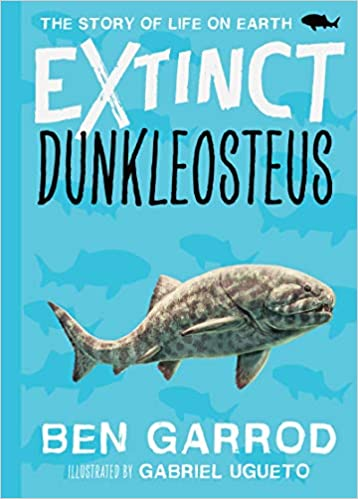 THE STORY OF LIFE ON EARTH
EXTINCT
DUNKLEOSTEUS
BEN GARROD
ILLUSTRATED BY GABRIEL UGUETO